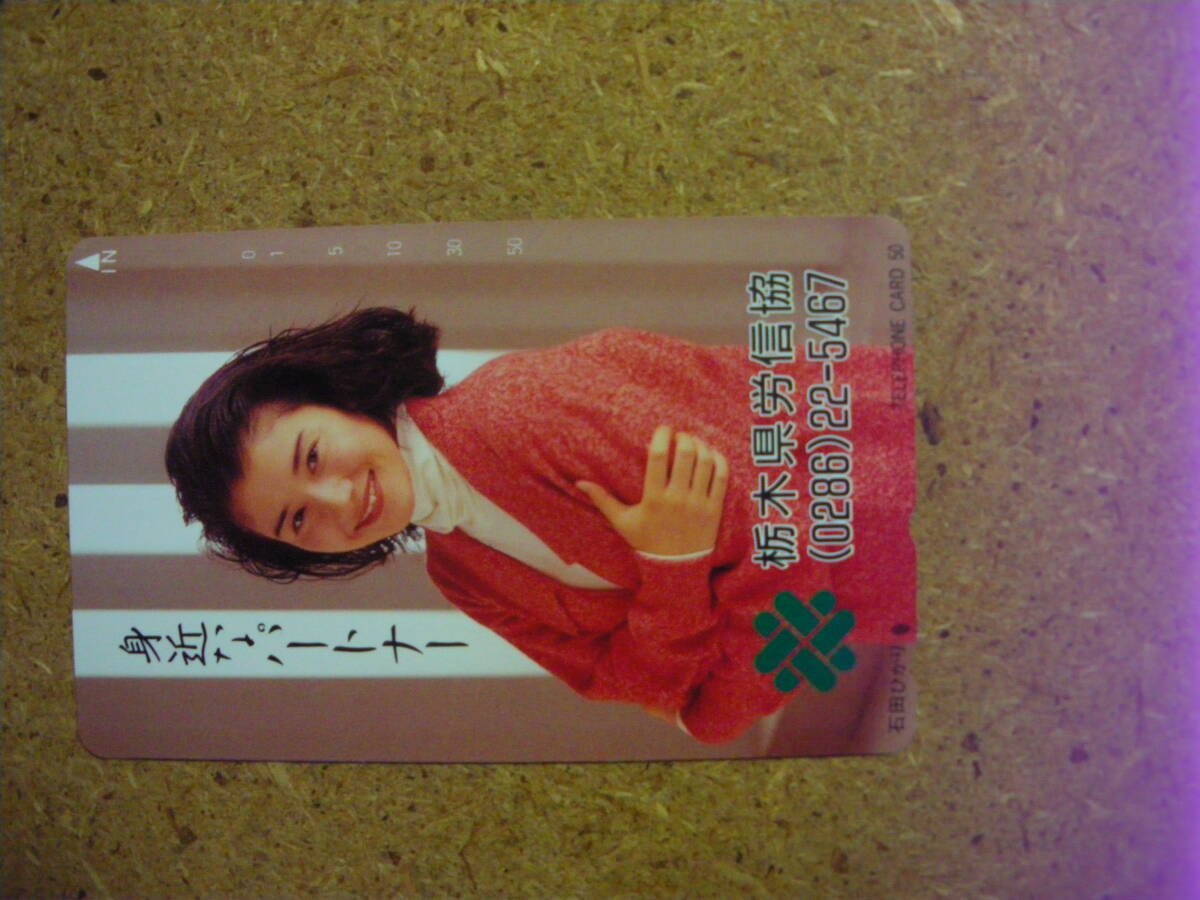 身近なパートナー
栃木県労信協
(0286)22-5467
石田ひかり
TELEPHONE CARD 50
IN
0 1 5 10 30 50